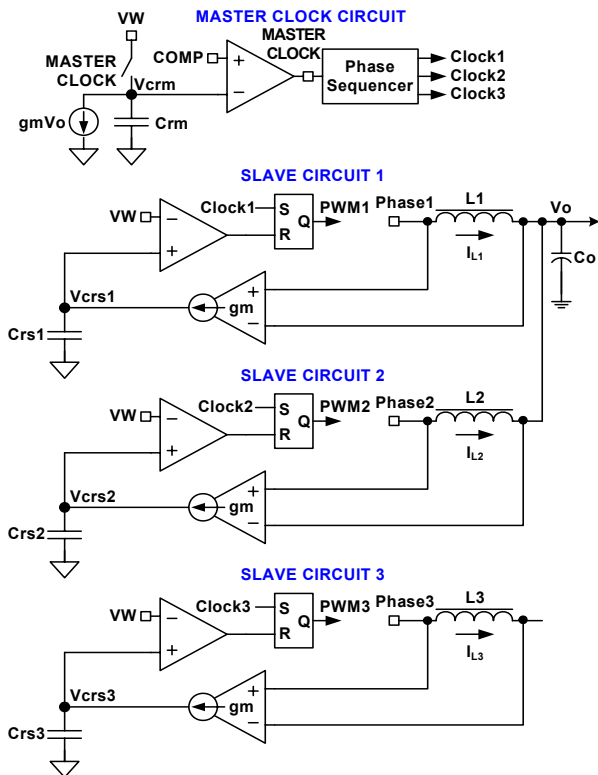 MASTER CLOCK CIRCUIT
VW
MASTER
CLOCK
COMP
+
−
MASTER
CLOCK
Phase
Sequencer
Clock1
Clock2
Clock3
Vcrm
gmVo
Crm
SLAVE CIRCUIT 1
VW
−
+
Clock1
S
R
Q
PWM1
Phase1
L1
IL1
Vo
Co
Vcrs1
gm
+
−
Crs1
SLAVE CIRCUIT 2
VW
−
+
Clock2
S
R
Q
PWM2
Phase2
L2
IL2
Vcrs2
gm
+
−
Crs2
SLAVE CIRCUIT 3
VW
−
+
Clock3
S
R
Q
PWM3
Phase3
L3
IL3
Vcrs3
gm
+
−
Crs3